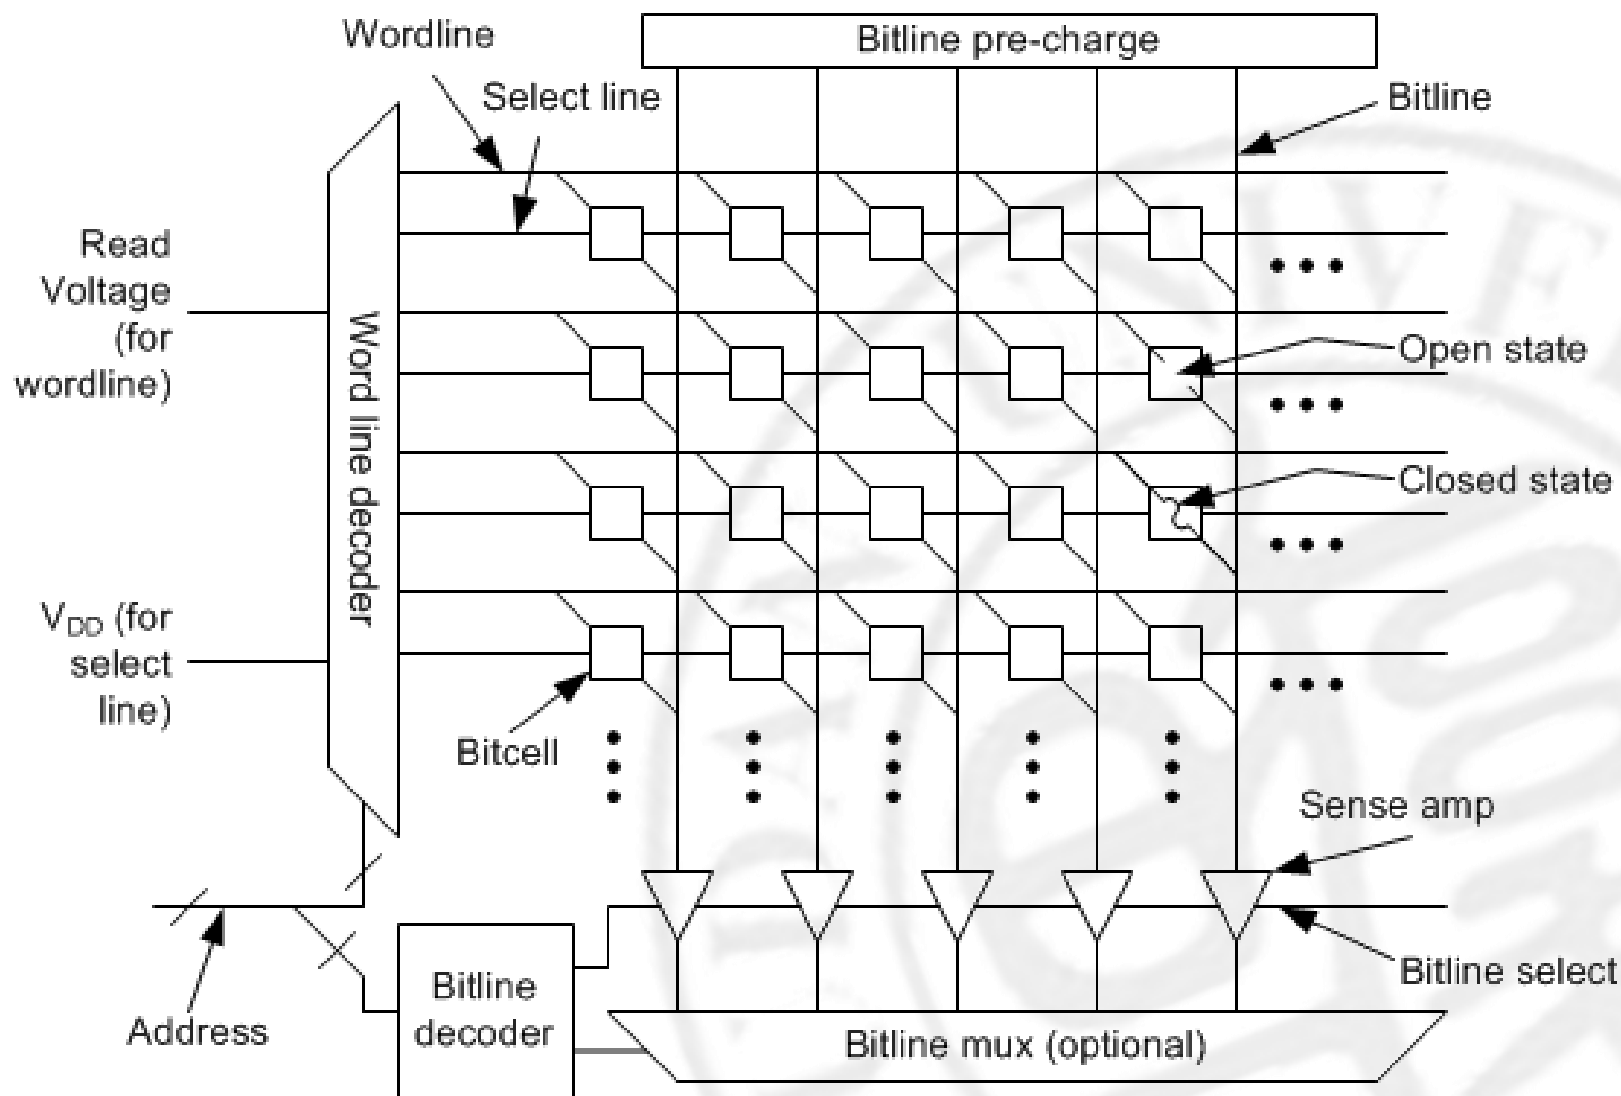 Wordline
Bitline pre-charge
Select line
Bitline
Read
Voltage
(for
wordline)
Word line decoder
Open state
Closed state
VDD (for
select
line)
Bitcell
Sense amp
Address
Bitline
decoder
Bitline select
Bitline mux (optional)